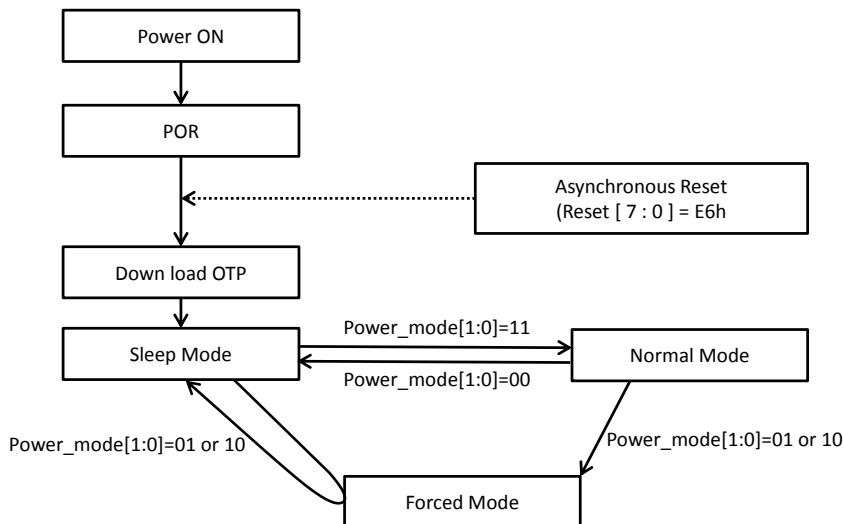 Power ON
POR
Asynchronous Reset
(Reset [ 7 : 0 ] = E6h
Down load OTP
Power_mode[1:0]=11
Sleep Mode
Normal Mode
Power_mode[1:0]=00
Power_mode[1:0]=01 or 10
Power_mode[1:0]=01 or 10
Forced Mode